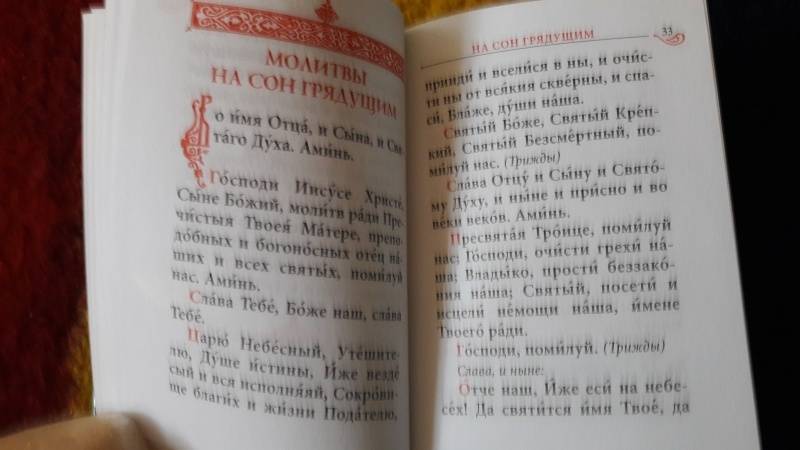 МОЛИТВЫ
НА СОН ГРЯДУЩИМ
Во и́мя Отца́, и Сы́на, и Свя-
та́го Ду́ха. Ами́нь.
Го́споди Иису́се Христе́,
Сы́не Бо́жий, моли́тв ра́ди Пре-
чи́стыя Твоея́ Ма́тере, препо-
до́бных и богоно́сных оте́ц на́-
ших и всех святы́х, поми́луй
нас. Ами́нь.
Сла́ва Тебе́, Бо́же наш, сла́ва
Тебе́.
Царю́ Небе́сный, Уте́шите-
лю, Ду́ше и́стины, И́же везде́
сый и вся исполня́яй, Сокро́ви-
ще благи́х и жи́зни Пода́телю,
НА СОН ГРЯДУЩИМ 33
прииди́ и всели́ся в ны, и очи́с-
ти ны от вся́кия скве́рны, и спа-
си́, Бла́же, ду́ши на́ша.
Святы́й Бо́же, Святы́й Кре́п-
кий, Святы́й Безсме́ртный, по-
ми́луй нас. (Трижды)
Сла́ва Отцу́ и Сы́ну и Свято́-
му Ду́ху, и ны́не и при́сно и во
ве́ки веко́в. Ами́нь.
Пресвята́я Тро́ице, поми́луй
нас; Го́споди, очи́сти грехи́ на́-
ша; Влады́ко, прости́ беззако́-
ния на́ша; Святы́й, посети́ и
исцели́ не́мощи на́ша, и́мене
Твоего́ ра́ди.
Го́споди, поми́луй. (Трижды)
Слава, и ныне:
О́тче наш, И́же еси́ на небе-
се́х! Да святи́тся и́мя Твое́, да